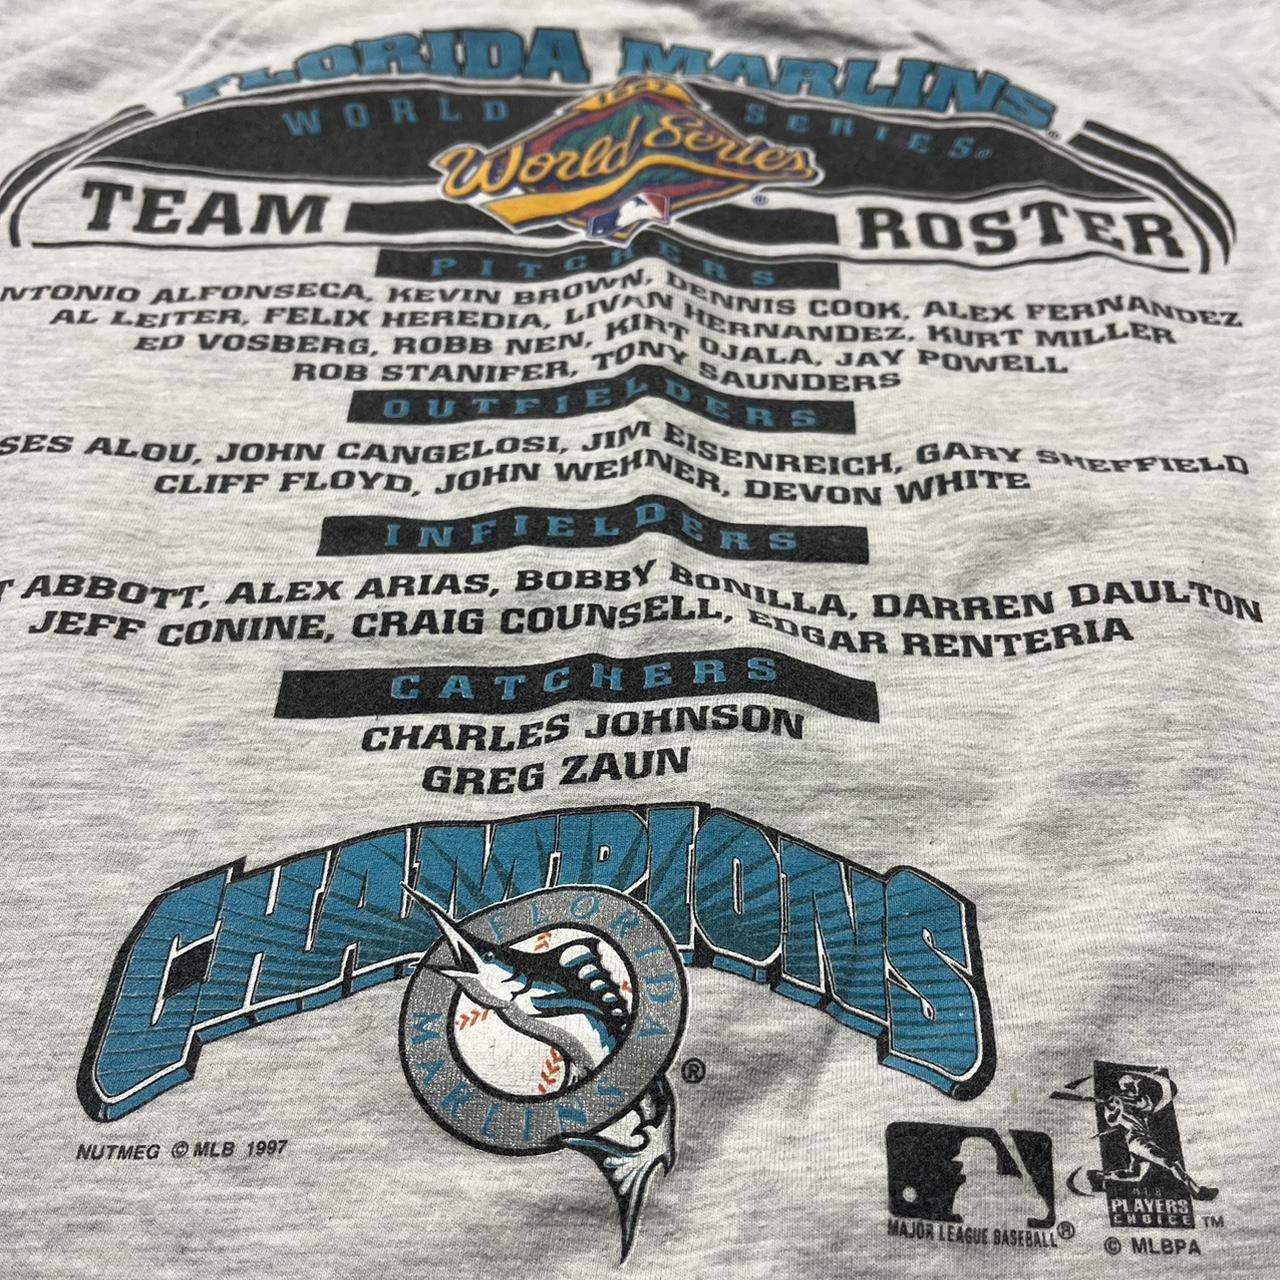 FLORIDA MARLINS®
WORLD SERIES®
1997
World Series®
TEAM ROSTER
PITCHERS
NTONIO ALFONSECA, KEVIN BROWN, DENNIS COOK, ALEX FERNANDEZ
AL LEITER, FELIX HEREDIA, LIVAN HERNANDEZ, KURT MILLER
ED VOSBERG, ROBB NEN, KIRT OJALA, JAY POWELL
ROB STANIFER, TONY SAUNDERS
OUTFIELDERS
SES ALOU, JOHN CANGELOSI, JIM EISENREICH, GARY SHEFFIELD
CLIFF FLOYD, JOHN WEHNER, DEVON WHITE
INFIELDERS
T ABBOTT, ALEX ARIAS, BOBBY BONILLA, DARREN DAULTON
JEFF CONINE, CRAIG COUNSELL, EDGAR RENTERIA
CATCHERS
CHARLES JOHNSON
GREG ZAUN
CHAMPIONS
FLORIDA
MARLINS
®
NUTMEG © MLB 1997
MAJOR LEAGUE BASEBALL®
MLB
PLAYERS
CHOICE TM
© MLBPA